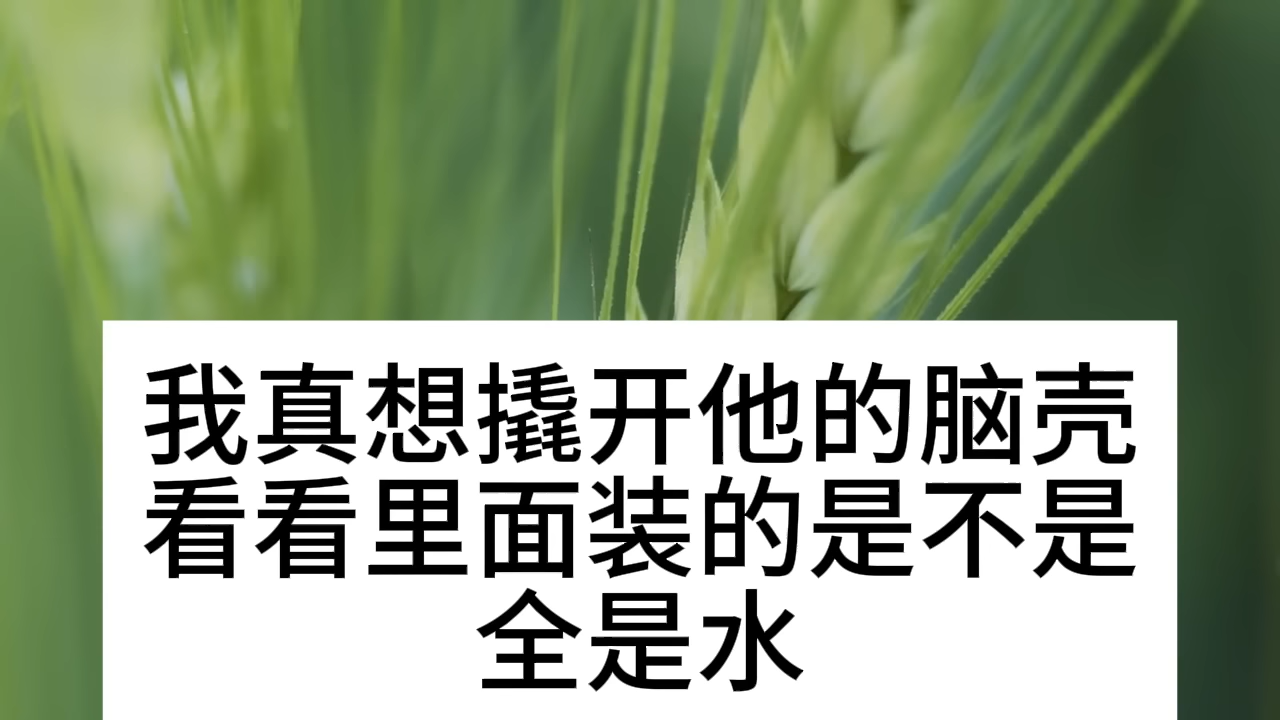 我真想撬开他的脑壳
看看里面装的是不是
全是水